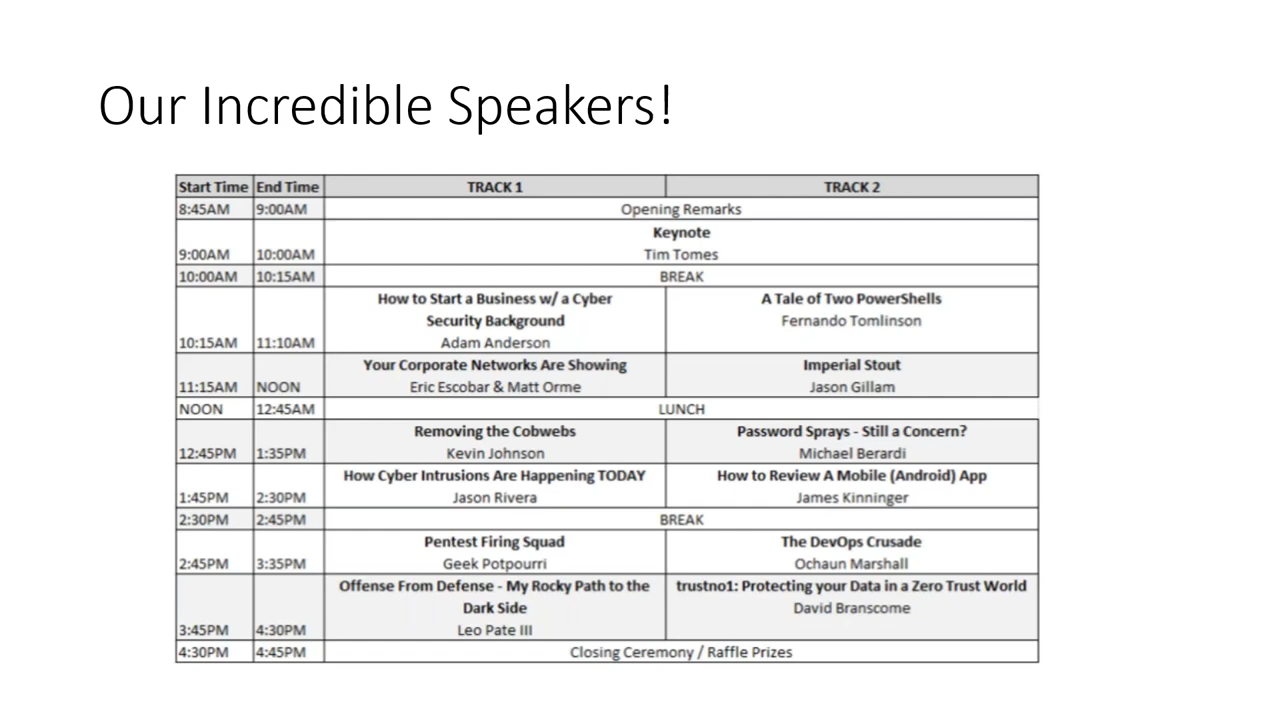 Our Incredible Speakers!
Start Time End Time TRACK 1 TRACK 2
8:45AM 9:00AM Opening Remarks
Keynote
9:00AM 10:00AM Tim Tomes
10:00AM 10:15AM BREAK
How to Start a Business w/ a Cyber A Tale of Two PowerShells
Security Background Fernando Tomlinson
10:15AM 11:10AM Adam Anderson
Your Corporate Networks Are Showing Imperial Stout
11:15AM NOON Eric Escobar & Matt Orme Jason Gillam
NOON 12:45AM LUNCH
Removing the Cobwebs Password Sprays - Still a Concern?
12:45PM 1:35PM Kevin Johnson Michael Berardi
How Cyber Intrusions Are Happening TODAY How to Review A Mobile (Android) App
1:45PM 2:30PM Jason Rivera James Kinninger
2:30PM 2:45PM BREAK
Pentest Firing Squad The DevOps Crusade
2:45PM 3:35PM Geek Potpourri Ochaun Marshall
Offense From Defense - My Rocky Path to the trustno1: Protecting your Data in a Zero Trust World
Dark Side David Branscome
3:45PM 4:30PM Leo Pate III
4:30PM 4:45PM Closing Ceremony / Raffle Prizes